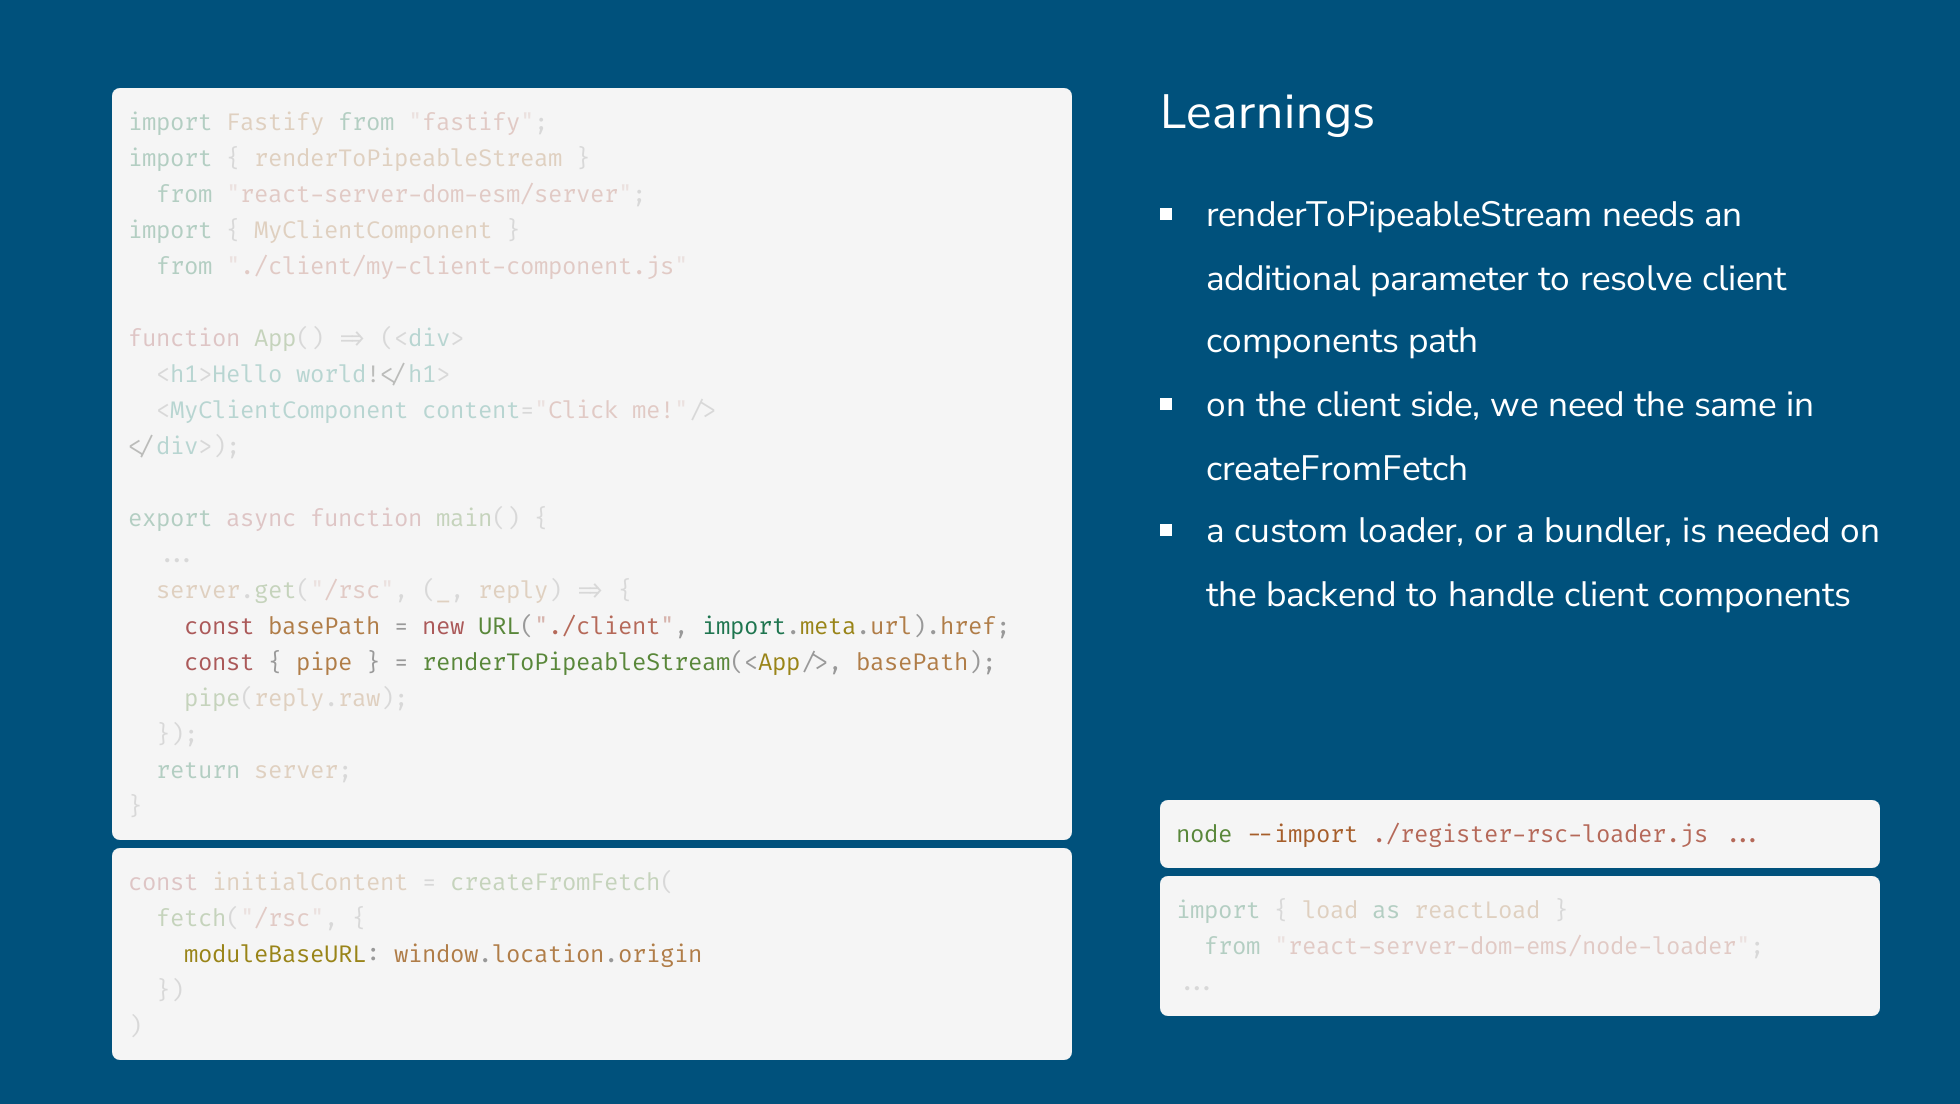 import Fastify from "fastify";
import { renderToPipeableStream }
  from "react-server-dom-esm/server";
import { MyClientComponent }
  from "./client/my-client-component.js"

function App() => (<div>
  <h1>Hello world!</h1>
  <MyClientComponent content="Click me!"/>
</div>);

export async function main() {
  ...
  server.get("/rsc", (_, reply) => {
    const basePath = new URL("./client", import.meta.url).href;
    const { pipe } = renderToPipeableStream(<App/>, basePath);
    pipe(reply.raw);
  });
  return server;
}
const initialContent = createFromFetch(
  fetch("/rsc", {
    moduleBaseURL: window.location.origin
  })
)
Learnings
▪ renderToPipeableStream needs an
additional parameter to resolve client
components path
▪ on the client side, we need the same in
createFromFetch
▪ a custom loader, or a bundler, is needed on
the backend to handle client components
node --import ./register-rsc-loader.js ...
import { load as reactLoad }
  from "react-server-dom-ems/node-loader";
...